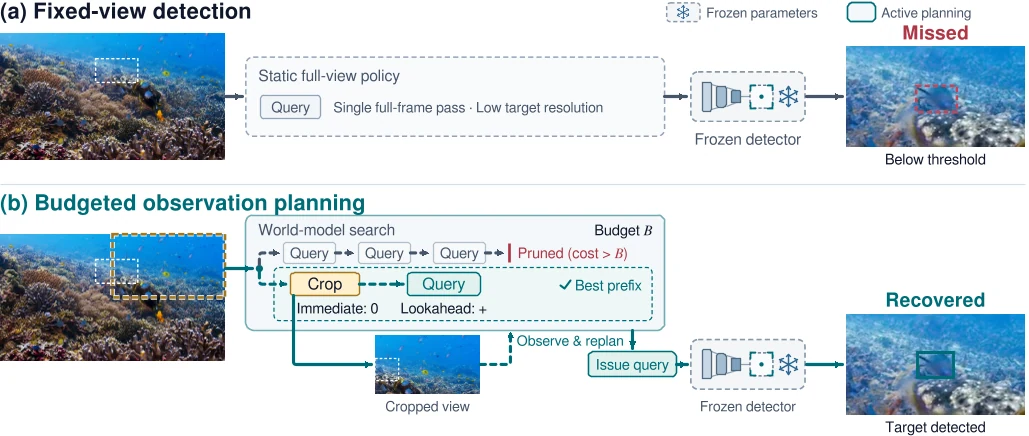 (a) Fixed-view detection
Frozen parameters
Active planning
Missed
Static full-view policy
Query
Single full-frame pass · Low target resolution
Frozen detector
Below threshold
(b) Budgeted observation planning
World-model search
Budget B
Query
Query
Query
Pruned (cost > B)
Crop
Query
✓ Best prefix
Immediate: 0
Lookahead: +
Recovered
Observe & replan
Issue query
Cropped view
Frozen detector
Target detected